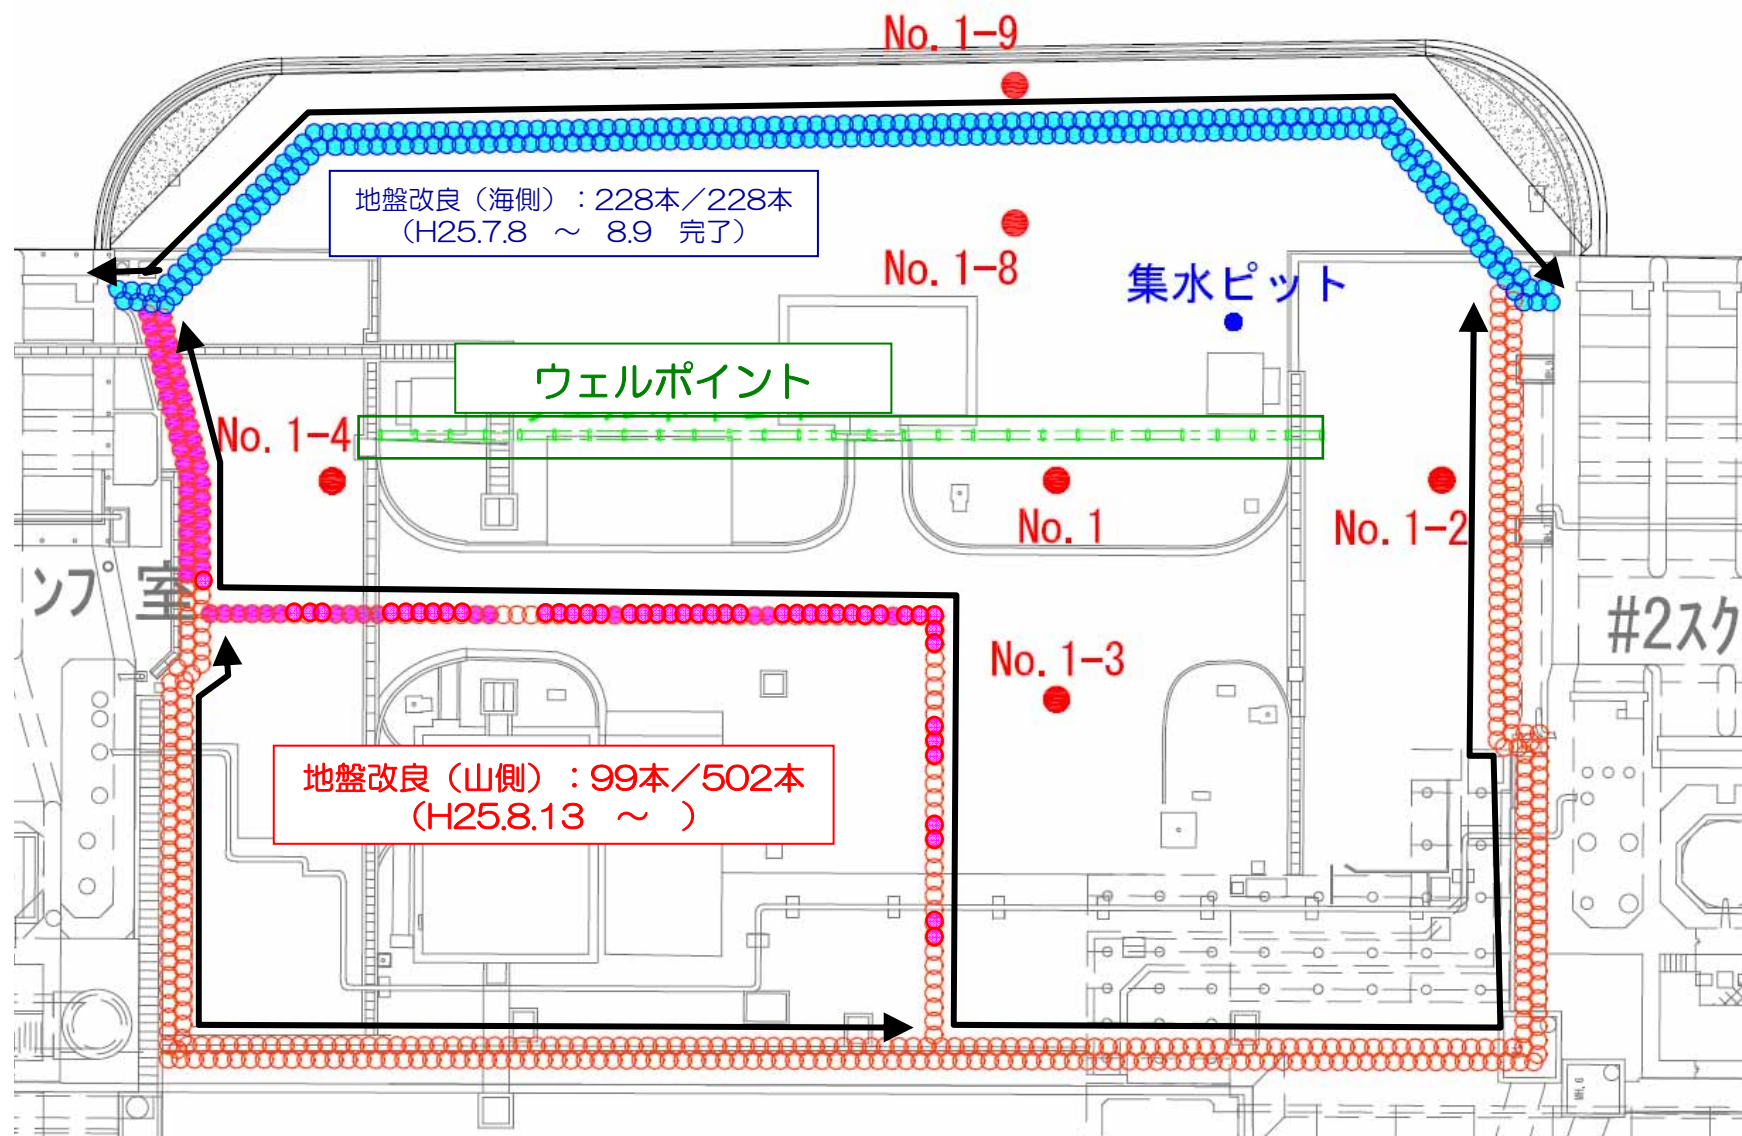 No. 1-9
地盤改良（海側）：228本／228本
（H25.7.8　～　8.9　完了）
No. 1-8
集水ピット
ウェルポイント
No. 1-4
No. 1
No. 1-2
ンプ室
#2スク
No. 1-3
地盤改良（山側）：99本／502本
（H25.8.13　～　）
MH. 6